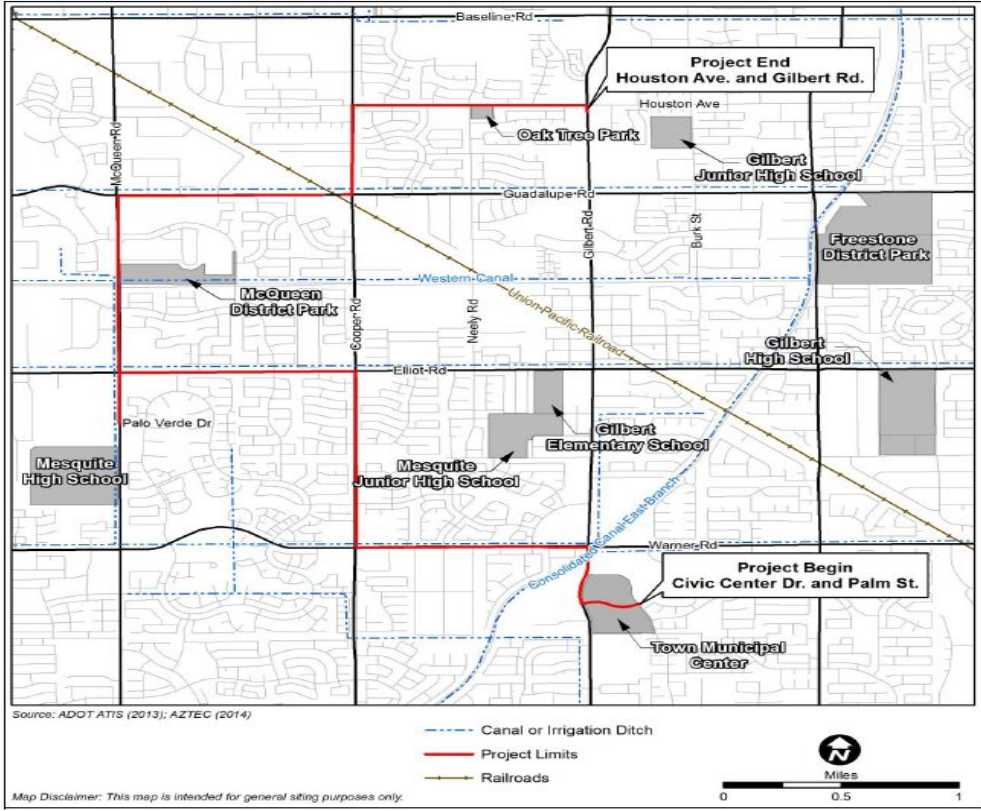 Baseline Rd
Project End
Houston Ave. and Gilbert Rd.
Houston Ave
Oak Tree Park
Gilbert
Junior High School
McQueen Rd
Guadalupe Rd
Gilbert Rd
Burk St
Freestone
District Park
Western Canal
McQueen
District Park
Cooper Rd
Neely Rd
Union Pacific Railroad
Gilbert
High School
Elliot Rd
Palo Verde Dr
Gilbert
Elementary School
Mesquite
High School
Mesquite
Junior High School
Consolidated Canal East Branch
Warner Rd
Project Begin
Civic Center Dr. and Palm St.
Town Municipal
Center
Source: ADOT ATIS (2013); AZTEC (2014)
Canal or Irrigation Ditch
Project Limits
Railroads
N
Miles
0 0.5 1
Map Disclaimer: This map is intended for general siting purposes only.